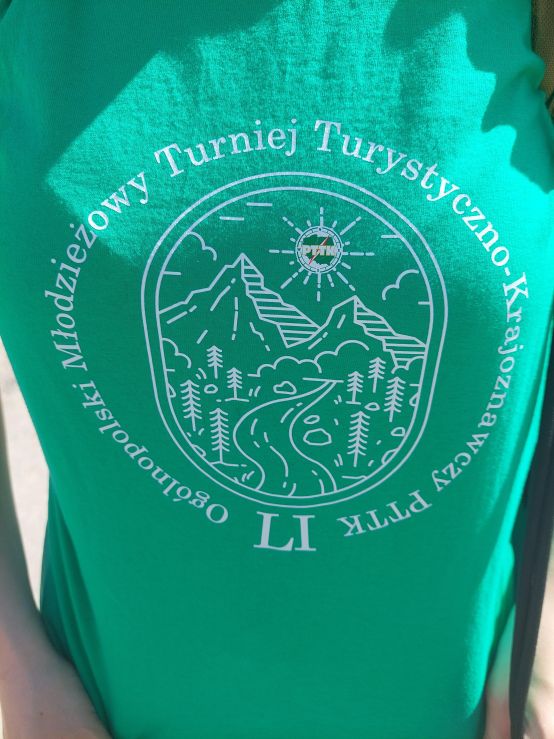 LI
Ogólnopolski Młodzieżowy Turniej Turystyczno-Krajoznawczy PTTK
PTTK